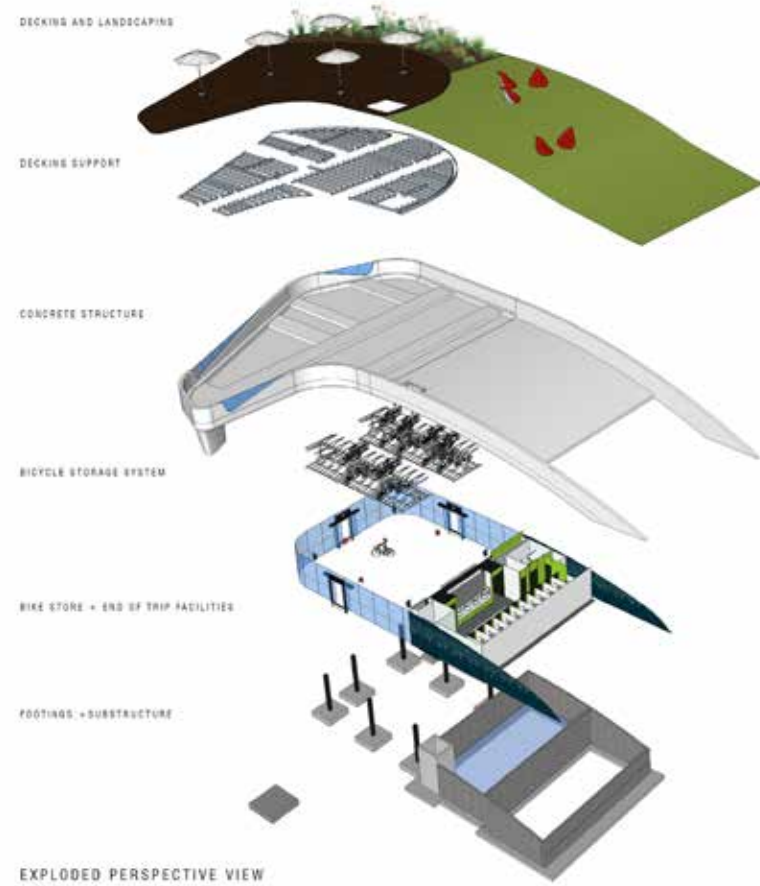 DECKING AND LANDSCAPING
DECKING SUPPORT
CONCRETE STRUCTURE
BICYCLE STORAGE SYSTEM
BIKE STORE + END OF TRIP FACILITIES
FOOTINGS +SUBSTRUCTURE
EXPLODED PERSPECTIVE VIEW